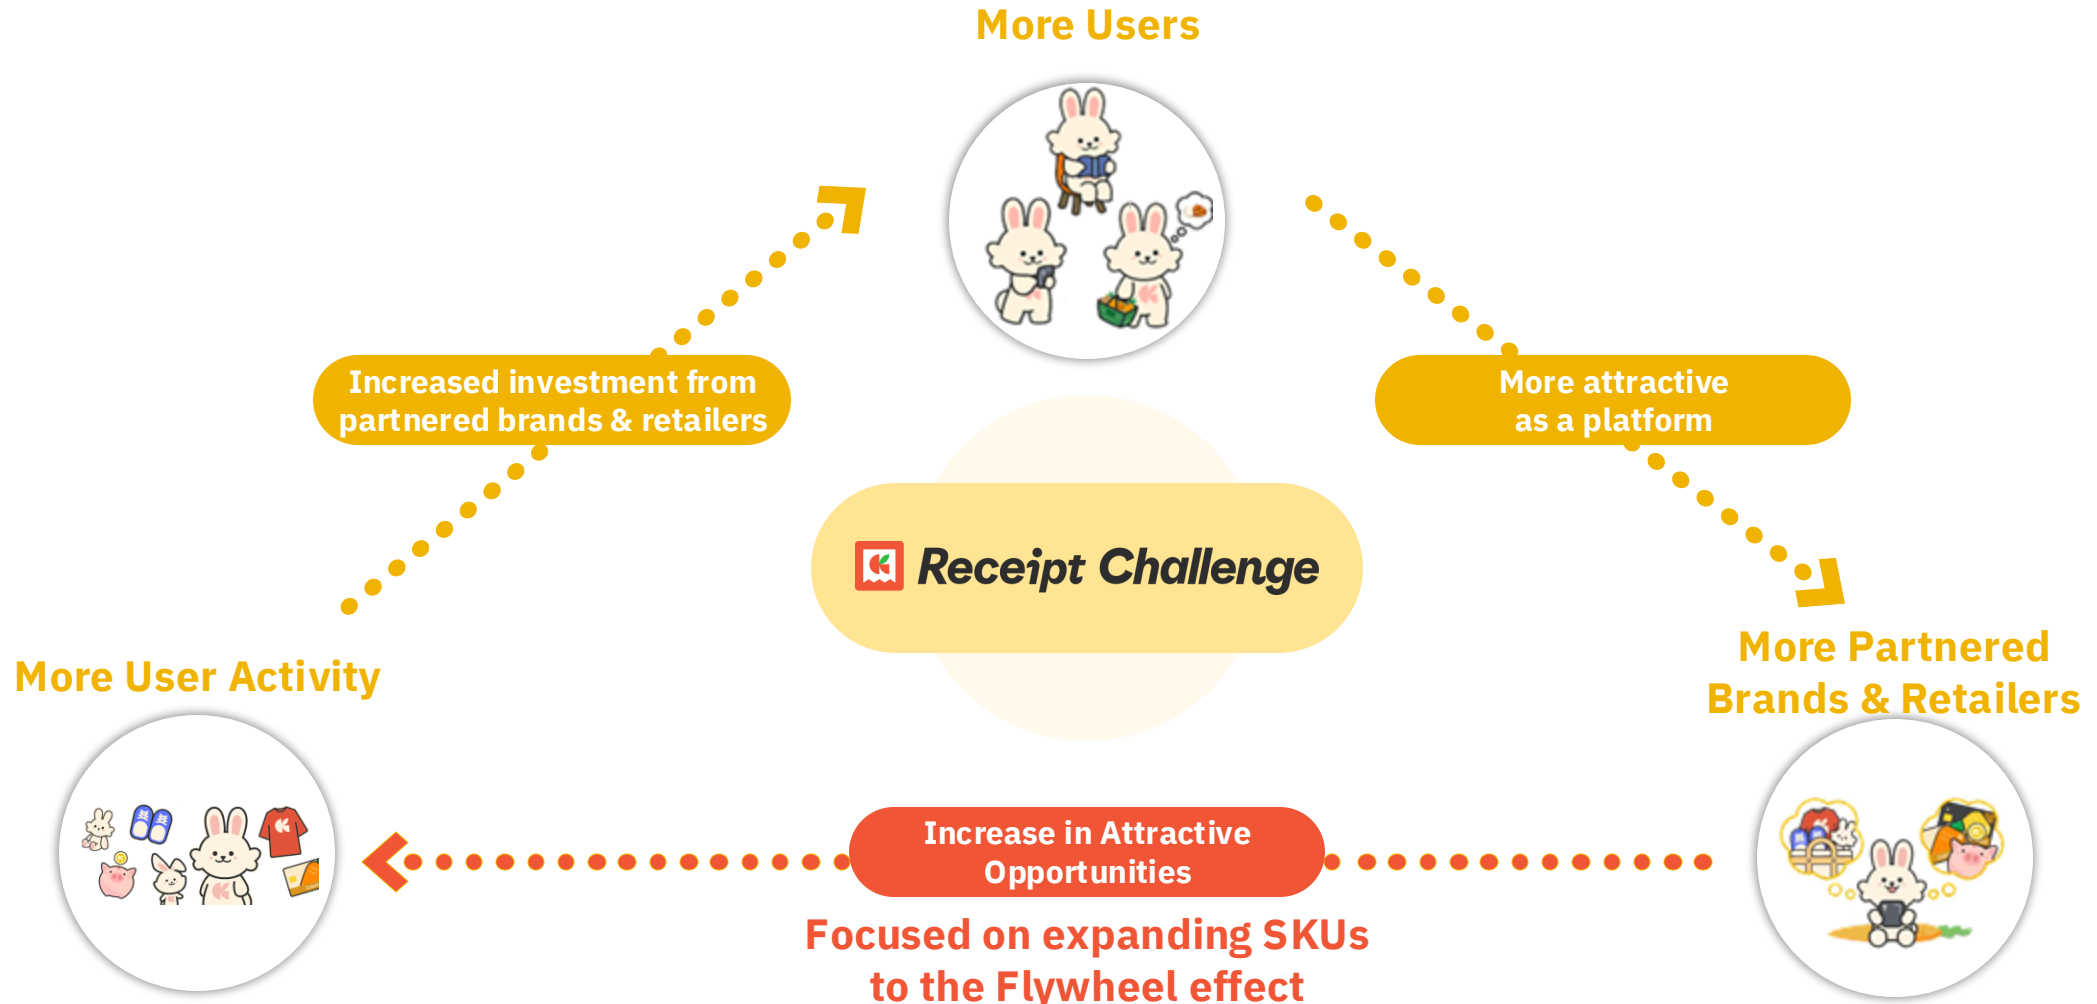 More Users
Increased investment from
partnered brands & retailers
More attractive
as a platform
Receipt Challenge
More User Activity
More Partnered
Brands & Retailers
Increase in Attractive
Opportunities
Focused on expanding SKUs
to the Flywheel effect